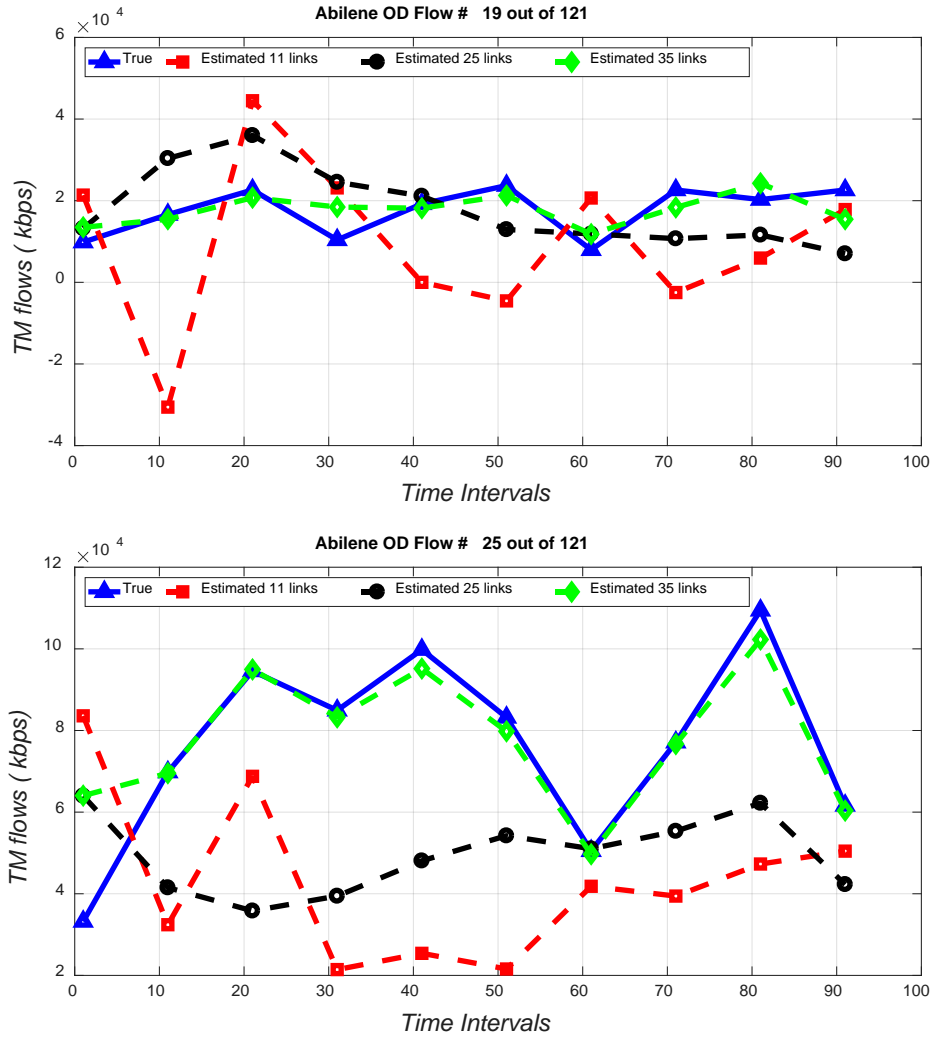 Abilene OD Flow # 19 out of 121
× 10 4
6
True Estimated 11 links Estimated 25 links Estimated 35 links
4
2
0
-2
-4
TM flows ( kbps)
0 10 20 30 40 50 60 70 80 90 100
Time Intervals
Abilene OD Flow # 25 out of 121
× 10 4
12
True Estimated 11 links Estimated 25 links Estimated 35 links
10
8
6
4
2
TM flows ( kbps)
0 10 20 30 40 50 60 70 80 90 100
Time Intervals